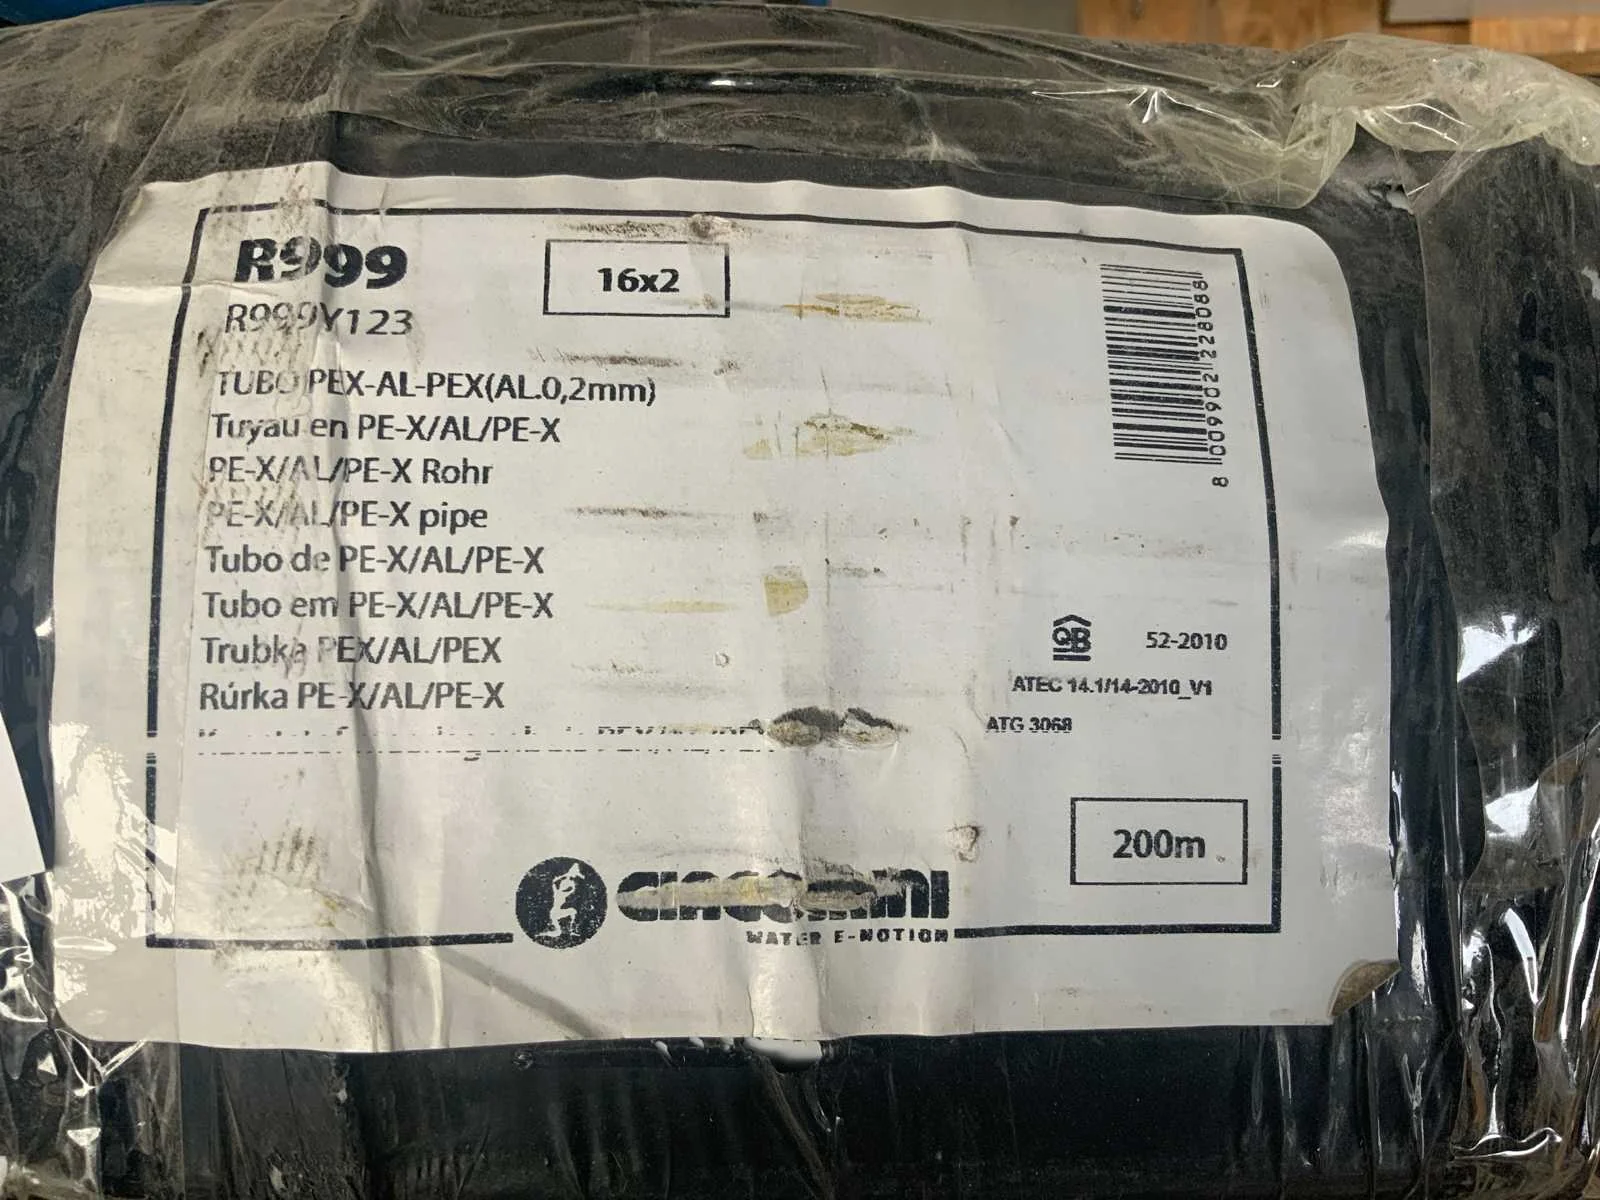 R999
16x2
R999Y123
TUBO PEX-AL-PEX(AL.0,2mm)
Tuyau en PE-X/AL/PE-X
PE-X/AL/PE-X Rohr
PE-X/AL/PE-X pipe
Tubo de PE-X/AL/PE-X
Tubo em PE-X/AL/PE-X
Trubka PEX/AL/PEX
Rúrka PE-X/AL/PE-X
8 009902 228088
QB 52-2010
ATEC 14.1/14-2010_V1
ATG 3068
200m
GIACOMINI
WATER E-MOTION